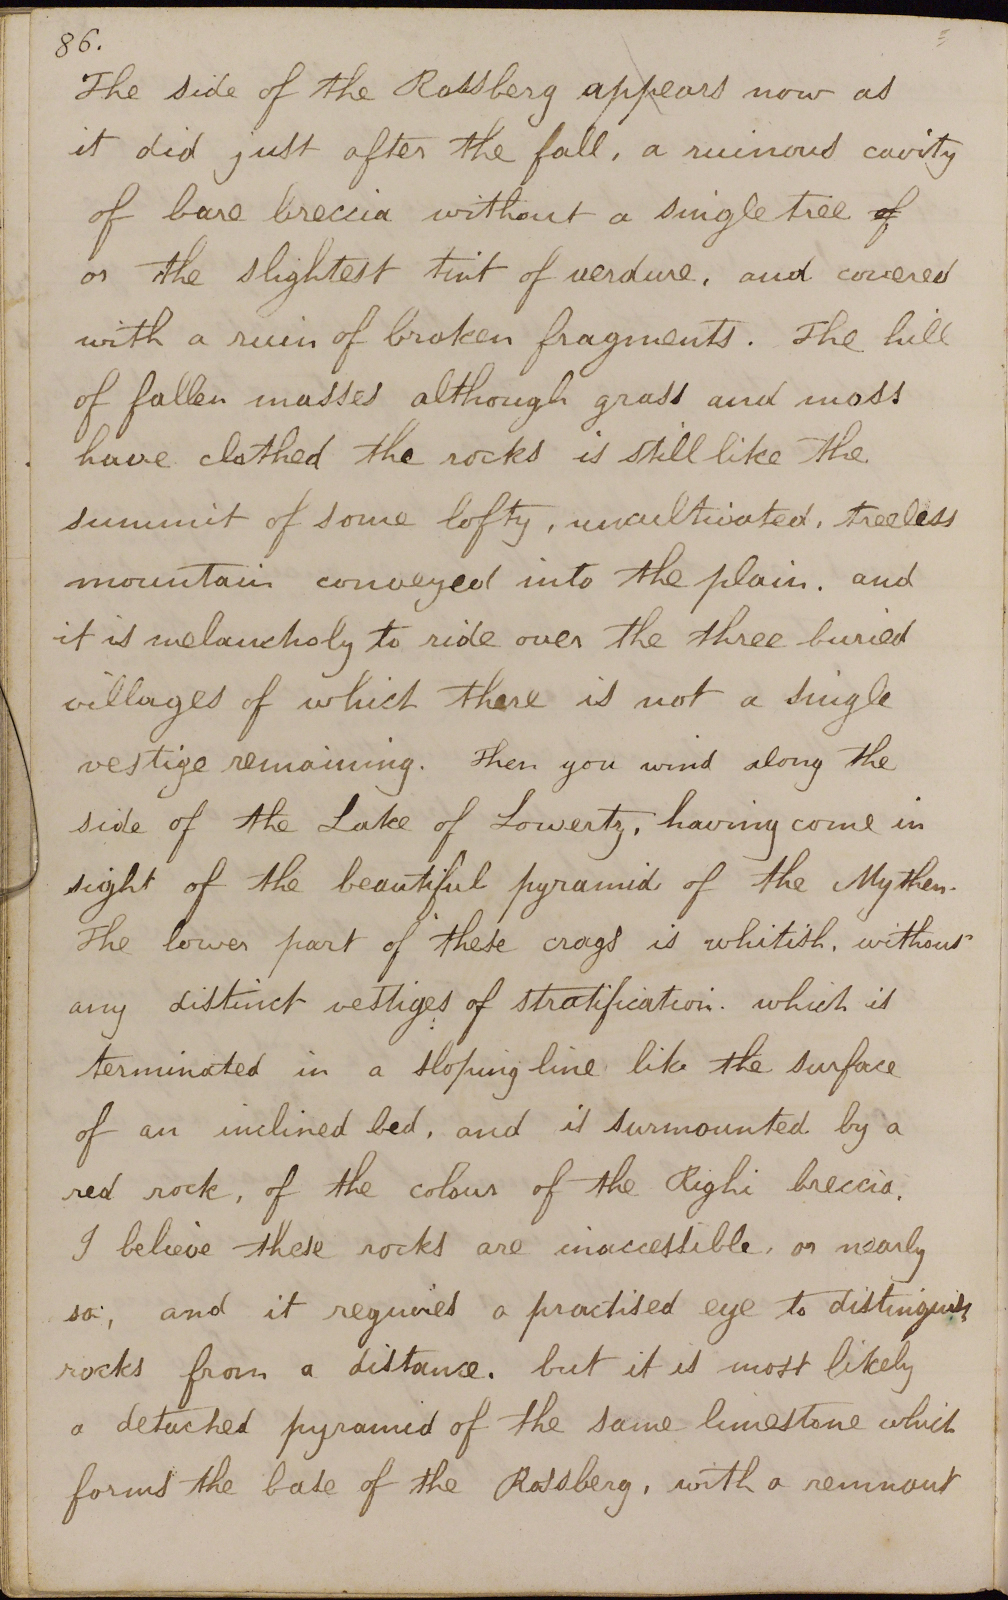 86.
The side of the Rossberg appears now as
it did just after the fall, a ruinous cavity
of bare breccia without a single tree of
or the slightest tint of verdure, and covered
with a ruin of broken fragments. The hill
of fallen masses although grass and moss
have clothed the rocks is still like the
summit of some lofty, uncultivated, treeless
mountain conveyed into the plain. and
it is melancholy to ride over the three buried
villages of which there is not a single
vestige remaining. Then you wind along the
side of the Lake of Lowertz, having come in
sight of the beautiful pyramid of the Mythen.
The lower part of these crags is whitish, without
any distinct vestiges of stratification. which is
terminated in a sloping line like the surface
of an inclined bed, and is surmounted by a
red rock, of the colour of the Righi breccia.
I believe these rocks are inaccessible, or nearly
so; and it requires a practised eye to distinguish
rocks from a distance. but it is most likely
a detached pyramid of the same limestone which
forms the base of the Rossberg, with a remnant